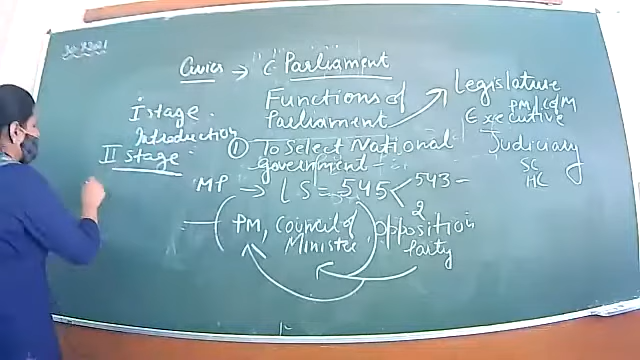 Civics → " Parliament
Functions of
Parliament
I stage.
Introduction
II Stage :
① To Select National
government :-
MP → LS = 545 < 543 -
2
(PM, Council of
Minister)
Opposition
Party
Legislature
PM/COM
Executive
Judiciary
SC
HC